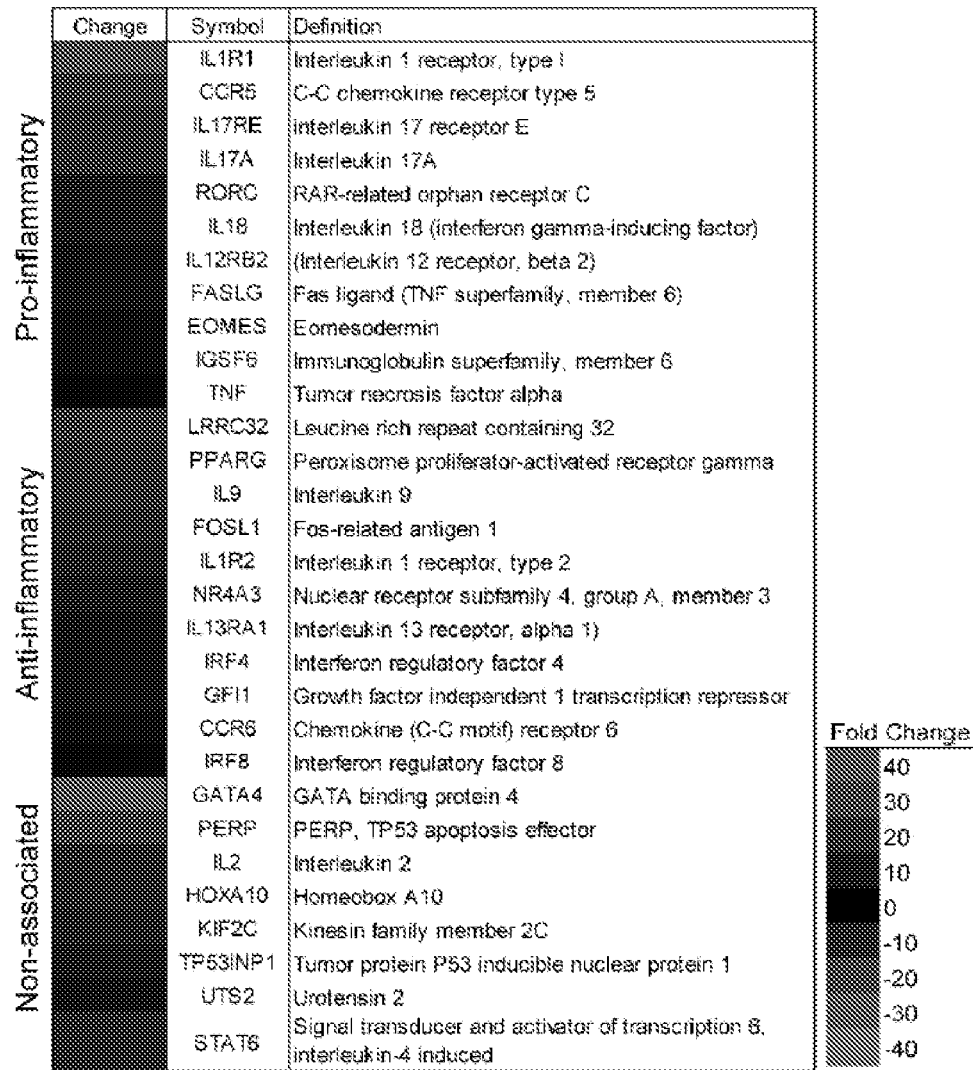 Change Symbol Definition
Pro-inflammatory
IL1R1 Interleukin 1 receptor, type I
CCR5 C-C chemokine receptor type 5
IL17RE Interleukin 17 receptor E
IL17A Interleukin 17A
RORC RAR-related orphan receptor C
IL18 Interleukin 18 (interferon gamma-inducing factor)
IL12RB2 (Interleukin 12 receptor, beta 2)
FASLG Fas ligand (TNF superfamily, member 6)
EOMES Eomesodermin
IGSF6 Immunoglobulin superfamily, member 6
TNF Tumor necrosis factor alpha
Anti-inflammatory
LRRC32 Leucine rich repeat containing 32
PPARG Peroxisome proliferator-activated receptor gamma
IL9 Interleukin 9
FOSL1 Fos-related antigen 1
IL1R2 Interleukin 1 receptor, type 2
NR4A3 Nuclear receptor subfamily 4, group A, member 3
IL13RA1 Interleukin 13 receptor, alpha 1)
IRF4 Interferon regulatory factor 4
GFI1 Growth factor independent 1 transcription repressor
CCR6 Chemokine (C-C motif) receptor 6
IRF8 Interferon regulatory factor 8
Non-associated
GATA4 GATA binding protein 4
PERP PERP, TP53 apoptosis effector
IL2 Interleukin 2
HOXA10 Homeobox A10
KIF2C Kinesin family member 2C
TP53INP1 Tumor protein P53 inducible nuclear protein 1
UTS2 Urotensin 2
STAT6 Signal transducer and activator of transcription 6,
interleukin-4 induced
Fold Change
40
30
20
10
0
-10
-20
-30
-40